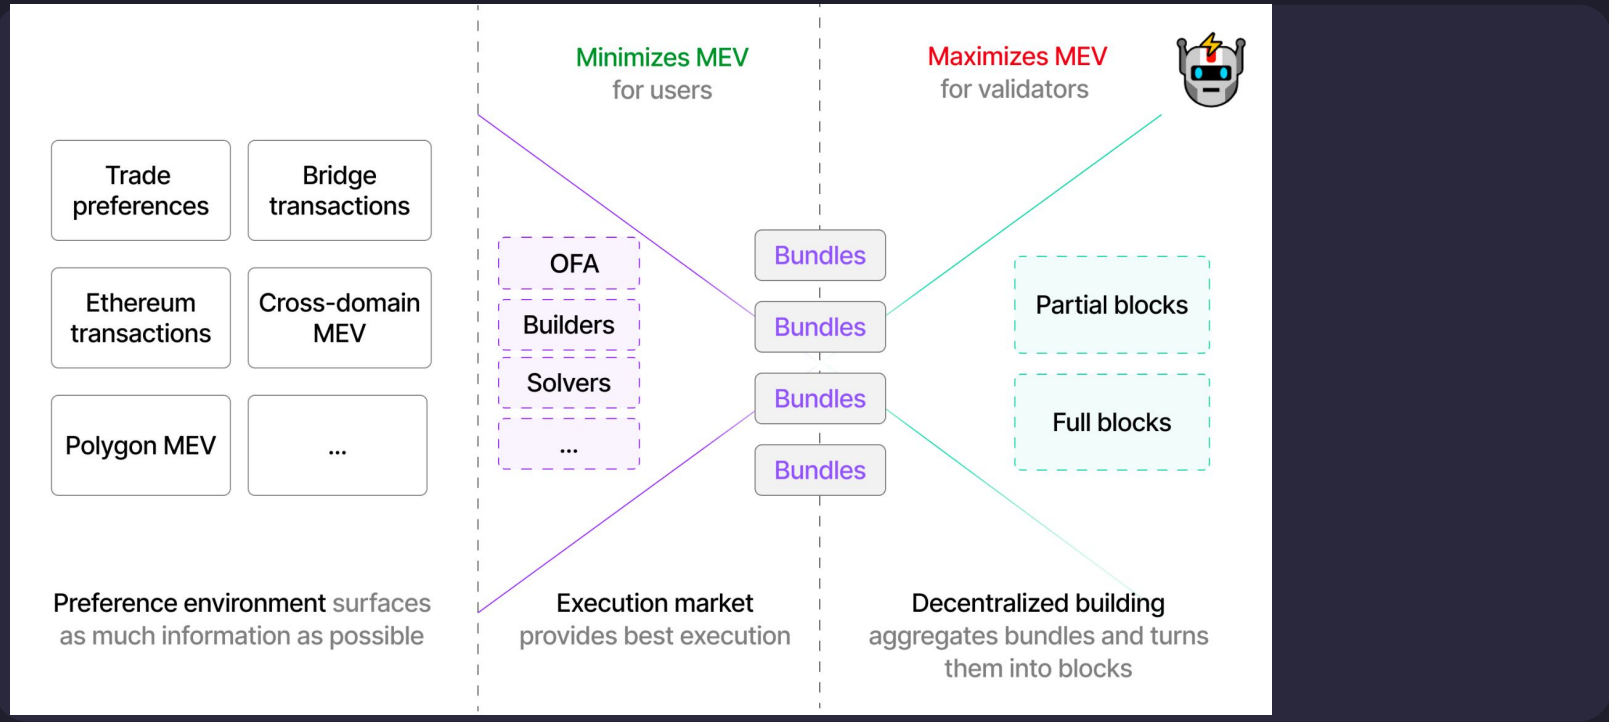 Minimizes MEV
for users
Maximizes MEV
for validators
Trade
preferences
Bridge
transactions
Ethereum
transactions
Cross-domain
MEV
Polygon MEV
...
OFA
Builders
Solvers
...
Bundles
Bundles
Bundles
Bundles
Partial blocks
Full blocks
Preference environment surfaces
as much information as possible
Execution market
provides best execution
Decentralized building
aggregates bundles and turns
them into blocks